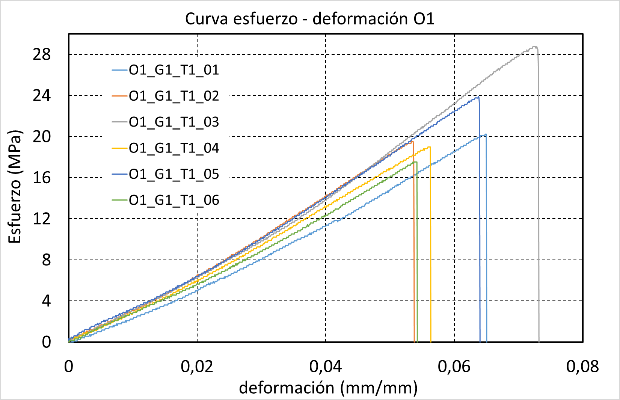 Curva esfuerzo - deformación O1
Esfuerzo (MPa)
28
24
20
16
12
8
4
0
O1_G1_T1_01
O1_G1_T1_02
O1_G1_T1_03
O1_G1_T1_04
O1_G1_T1_05
O1_G1_T1_06
0 0,02 0,04 0,06 0,08
deformación (mm/mm)